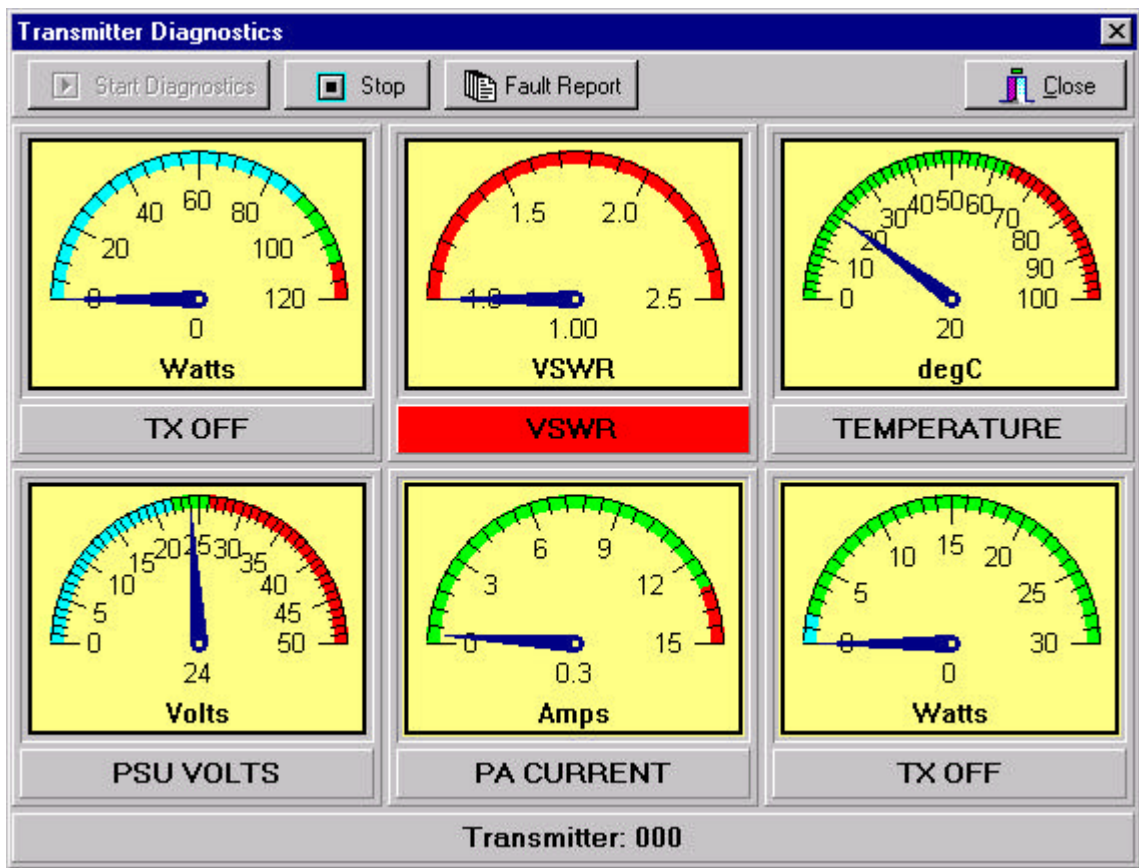 Transmitter Diagnostics
Start Diagnostics Stop Fault Report Close
0 20 40 60 80 100 120
0
Watts
TX OFF
1.0 1.5 2.0 2.5
1.00
VSWR
VSWR
0 10 20 30 40 50 60 70 80 90 100
20
degC
TEMPERATURE
0 5 10 15 20 25 30 35 40 45 50
24
Volts
PSU VOLTS
0 3 6 9 12 15
0.3
Amps
PA CURRENT
0 5 10 15 20 25 30
0
Watts
TX OFF
Transmitter: 000